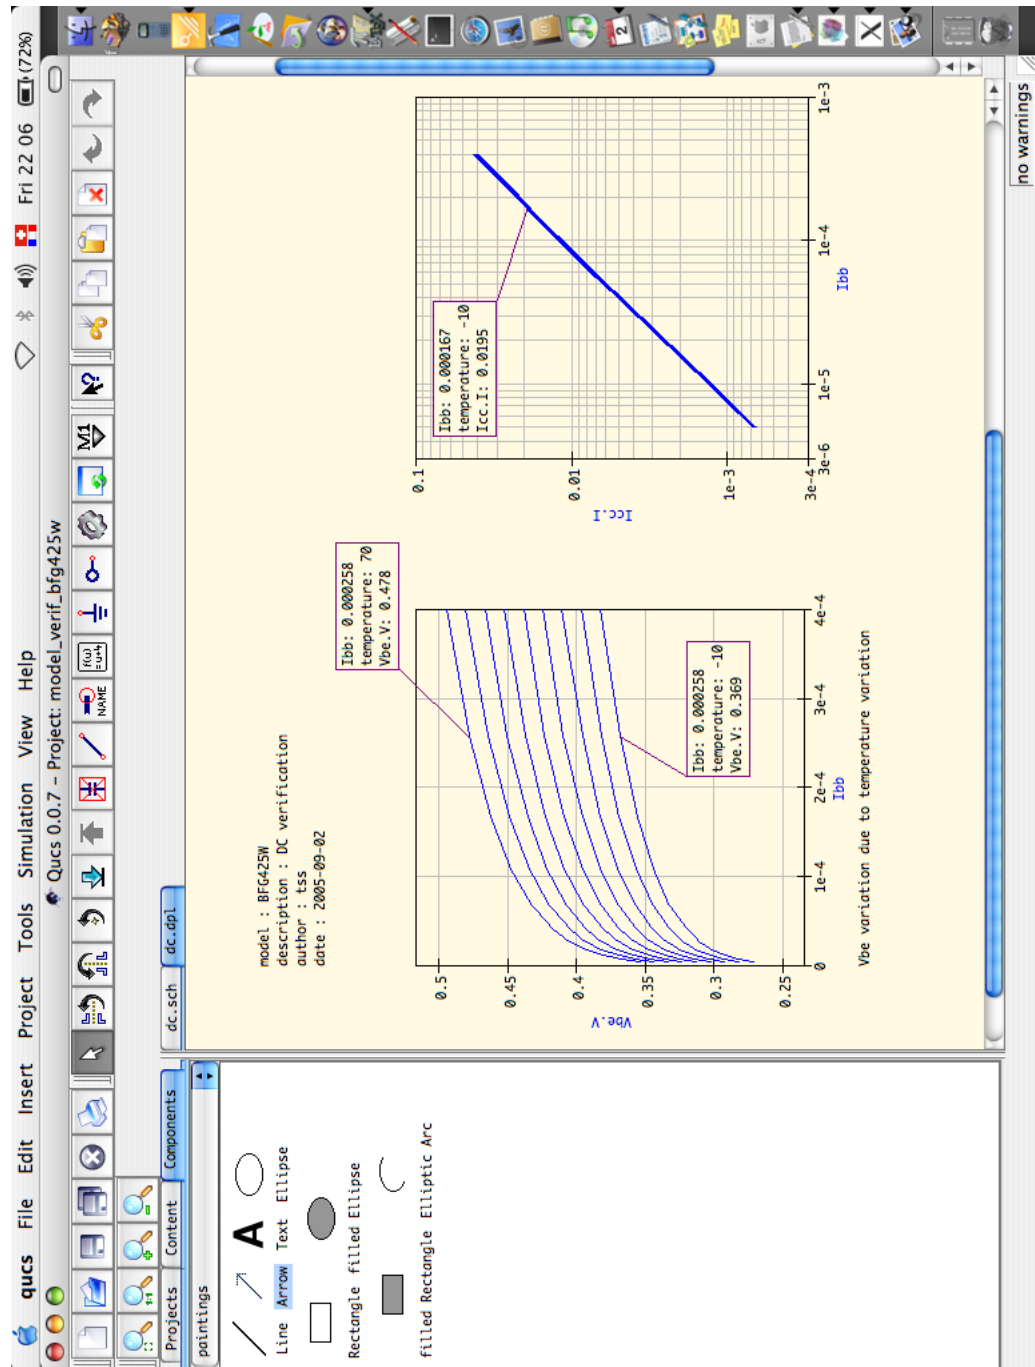 qucs File Edit Insert Project Tools Simulation View Help (72%) Fri 22 06
Qucs 0.0.7 - Project: model_verif_bfg425w
1:1
NAME
f(ω)
=u+4
M1
?
Projects Content Components
dc.sch dc.dpl
paintings
Line Arrow Text Ellipse
Rectangle filled Ellipse
filled Rectangle Elliptic Arc
model : BFG425W
description : DC verification
author : tss
date : 2005-09-02
Ibb: 0.000258
temperature: 70
Vbe.V: 0.478
0.5
0.45
0.4
0.35
0.3
0.25
Vbe.V
Ibb: 0.000258
temperature: -10
Vbe.V: 0.369
0 1e-4 2e-4 3e-4 4e-4
Ibb
Vbe variation due to temperature variation
Ibb: 0.000167
temperature: -10
Icc.I: 0.0195
0.1
0.01
1e-3
3e-4
Icc.I
3e-6 1e-5 1e-4 1e-3
Ibb
no warnings